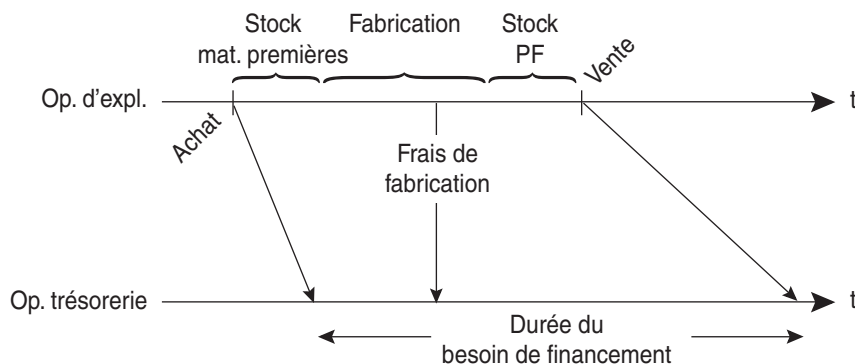 Stock
mat. premières
Fabrication
Stock
PF
Vente
Op. d'expl.
t
Achat
Frais de
fabrication
Op. trésorerie
t
Durée du
besoin de financement